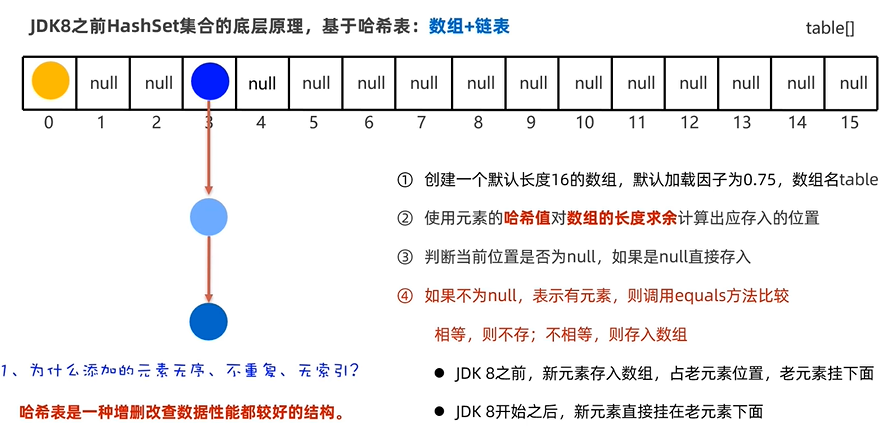 JDK8之前HashSet集合的底层原理，基于哈希表：数组+链表
table[]
null null null null null null null null null null null null null null
0 1 2 3 4 5 6 7 8 9 10 11 12 13 14 15
① 创建一个默认长度16的数组，默认加载因子为0.75，数组名table
② 使用元素的哈希值对数组的长度求余计算出应存入的位置
③ 判断当前位置是否为null，如果是null直接存入
④ 如果不为null，表示有元素，则调用equals方法比较
相等，则不存；不相等，则存入数组
● JDK 8之前，新元素存入数组，占老元素位置，老元素挂下面
● JDK 8开始之后，新元素直接挂在老元素下面
1、为什么添加的元素无序、不重复、无索引？
哈希表是一种增删改查数据性能都较好的结构。